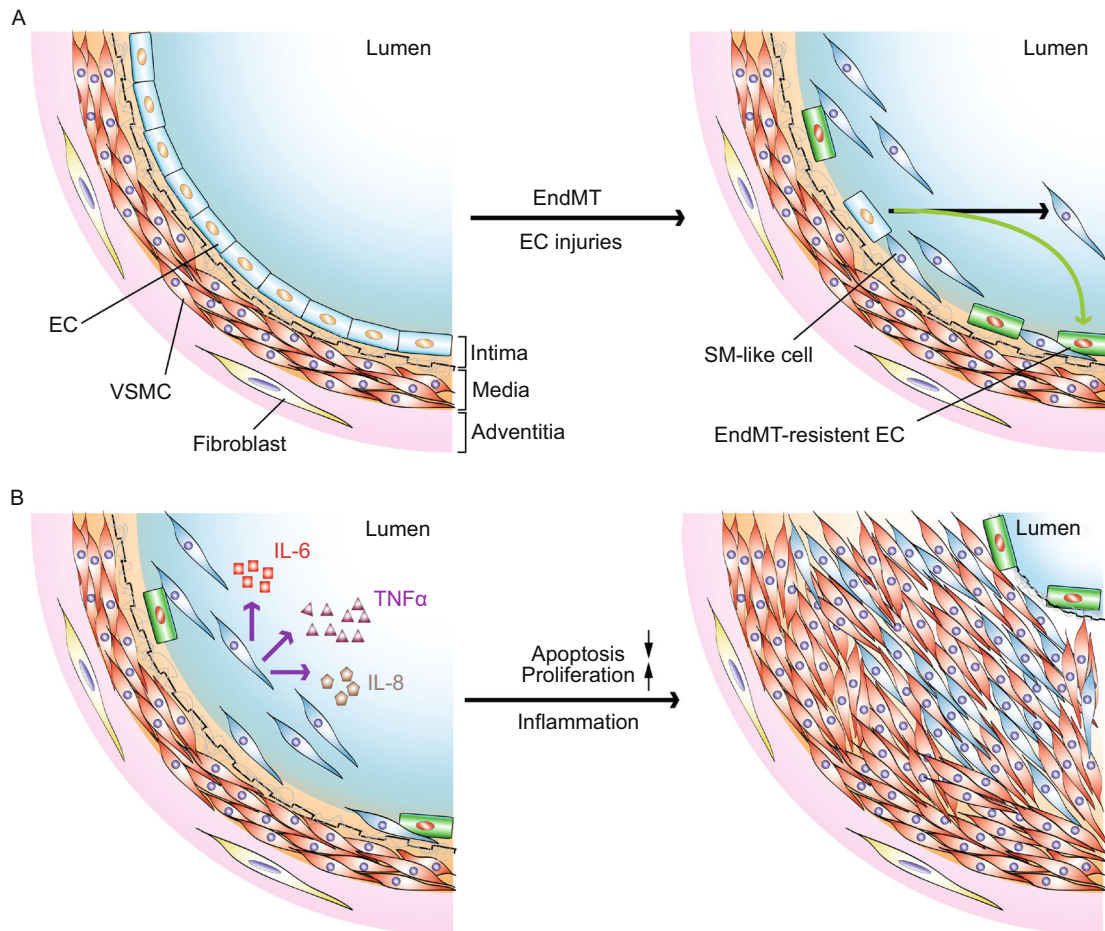 A
Lumen
Lumen
EndMT
EC injuries
EC
VSMC
Fibroblast
Intima
Media
Adventitia
SM-like cell
EndMT-resistent EC
B
Lumen
Lumen
IL-6
TNFα
IL-8
Apoptosis
Proliferation
Inflammation